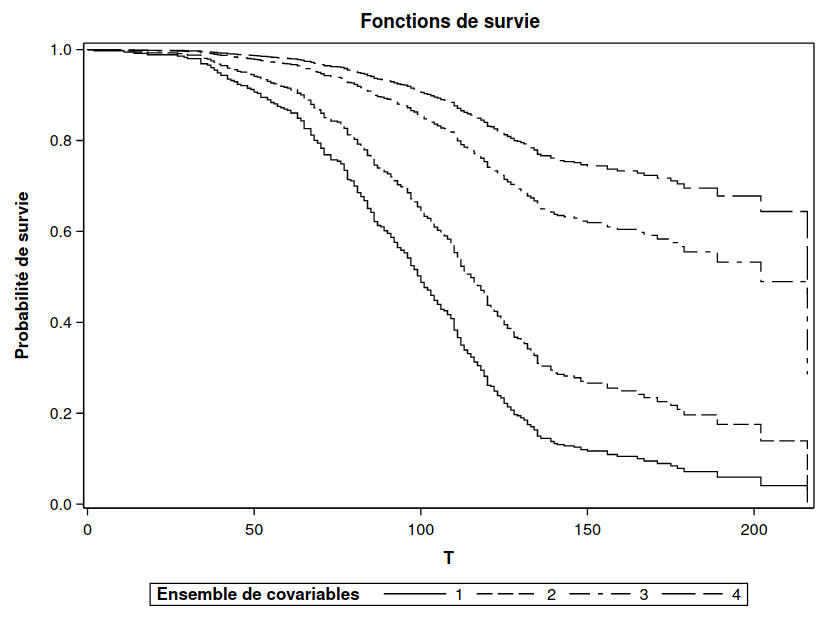 Fonctions de survie
1.0
0.8
0.6
0.4
0.2
0.0
Probabilité de survie
0 50 100 150 200
T
Ensemble de covariables 1 2 3 4